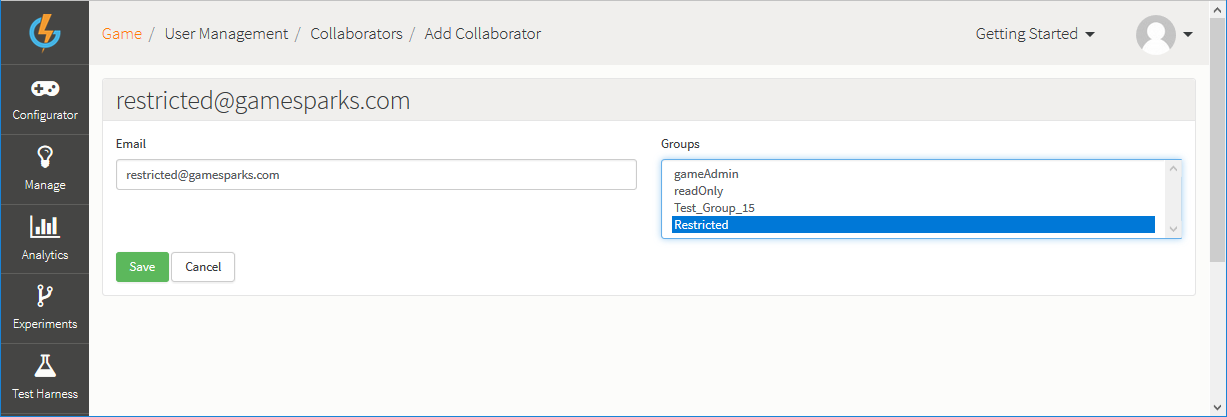 Game / User Management / Collaborators / Add Collaborator
Getting Started
Configurator
Manage
Analytics
Experiments
Test Harness
restricted@gamesparks.com
Email
restricted@gamesparks.com
Groups
gameAdmin
readOnly
Test_Group_15
Restricted
Save
Cancel